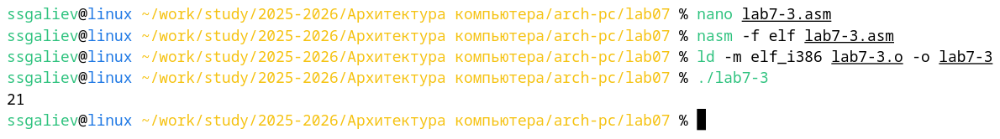 ssgaliev@linux ~/work/study/2025-2026/Архитектура компьютера/arch-pc/lab07 % nano lab7-3.asm
ssgaliev@linux ~/work/study/2025-2026/Архитектура компьютера/arch-pc/lab07 % nasm -f elf lab7-3.asm
ssgaliev@linux ~/work/study/2025-2026/Архитектура компьютера/arch-pc/lab07 % ld -m elf_i386 lab7-3.o -o lab7-3
ssgaliev@linux ~/work/study/2025-2026/Архитектура компьютера/arch-pc/lab07 % ./lab7-3
21
ssgaliev@linux ~/work/study/2025-2026/Архитектура компьютера/arch-pc/lab07 %